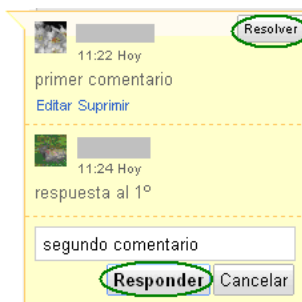 Resolver
11:22 Hoy
primer comentario
Editar Suprimir
11:24 Hoy
respuesta al 1º
segundo comentario
Responder Cancelar